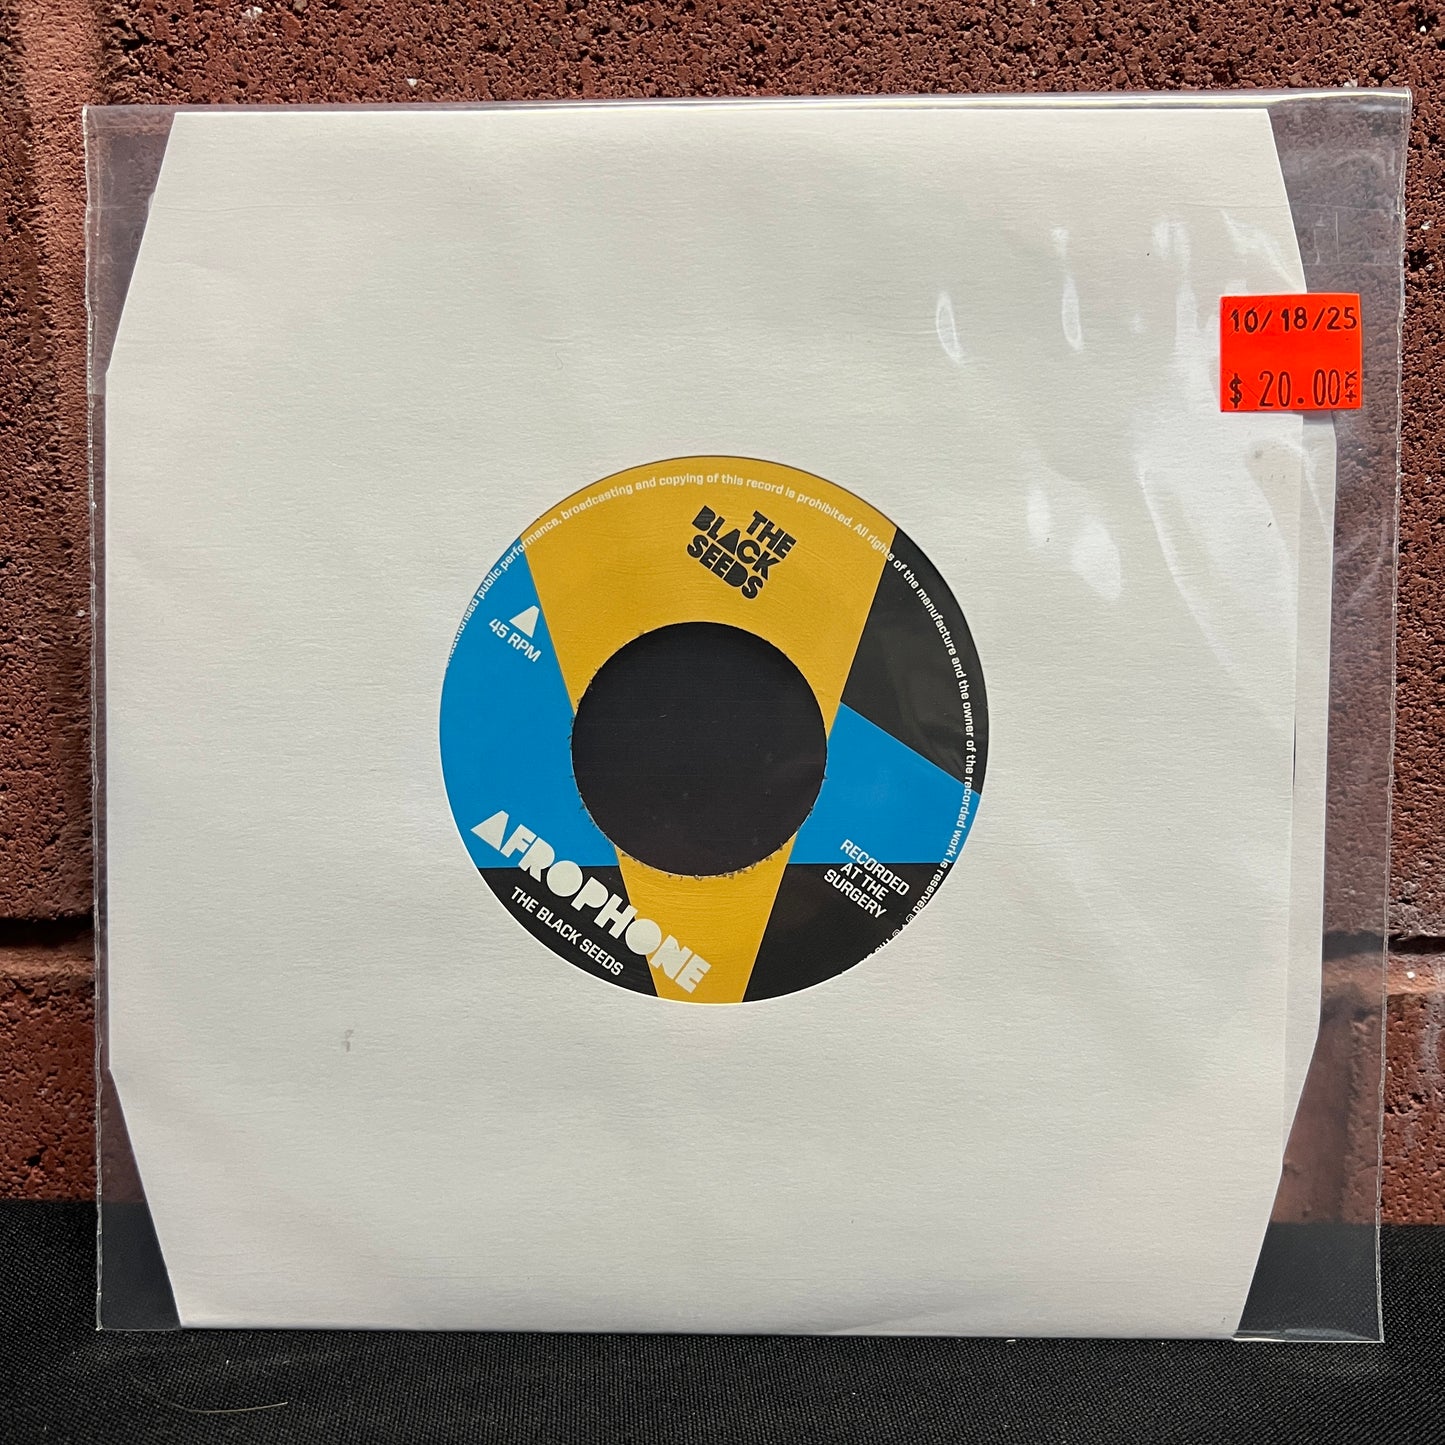 10/18/25
$ 20.00 +TX
unauthorised public performance, broadcasting and copying of this record is prohibited. All rights of the manufacture and the owner of the recorded work is reserved
THE
BLACK
SEEDS
A
45 RPM
RECORDED
AT THE
SURGERY
AFROPHONE
THE BLACK SEEDS